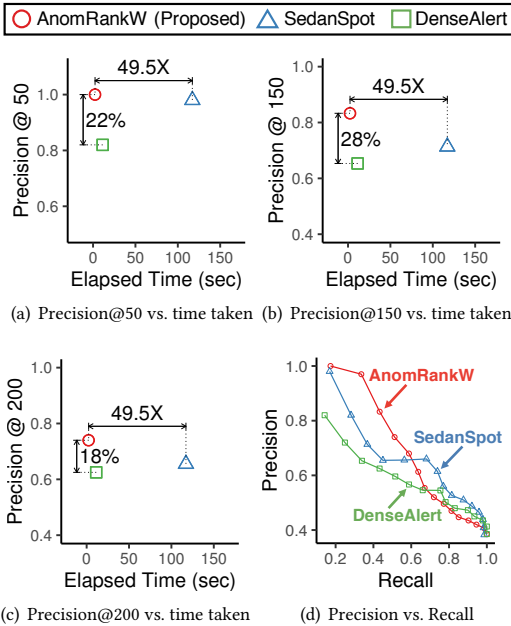 AnomRankW (Proposed) SedanSpot DenseAlert
49.5X
1.0
22%
0.8
0.6
Precision @ 50
0 50 100 150
Elapsed Time (sec)
(a) Precision@50 vs. time taken
49.5X
1.0
0.8
28%
0.6
0.4
Precision @ 150
0 50 100 150
Elapsed Time (sec)
(b) Precision@150 vs. time taken
1.0
49.5X
0.8
18%
0.6
0.4
Precision @ 200
0 50 100 150
Elapsed Time (sec)
(c) Precision@200 vs. time taken
1.0
AnomRankW
0.8
SedanSpot
0.6
DenseAlert
0.4
Precision
0.2 0.4 0.6 0.8 1.0
Recall
(d) Precision vs. Recall